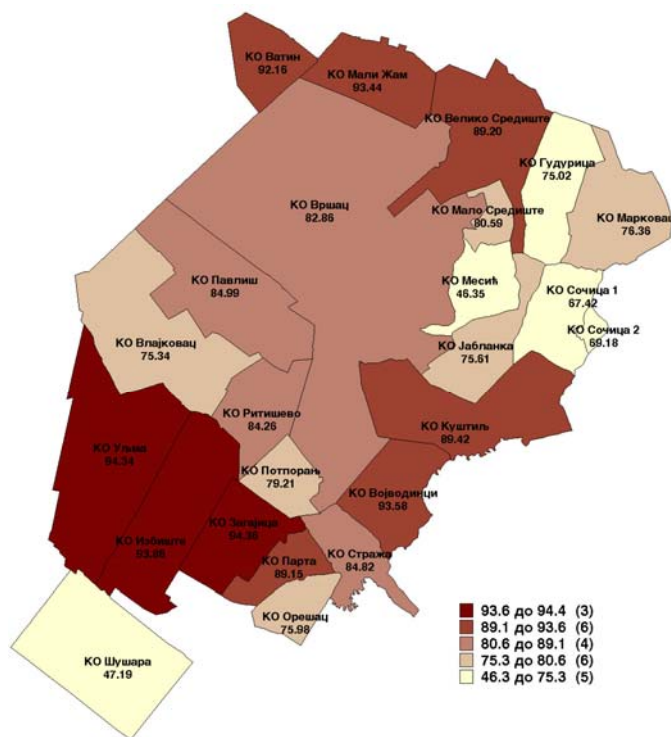 КО Ватин
92.16
КО Мали Жам
93.44
КО Велико Средиште
89.20
КО Гудурица
75.02
КО Вршац
82.86
КО Мало Средиште
80.59
КО Марковац
76.36
КО Павлиш
84.99
КО Месић
46.35
КО Сочица 1
67.42
КО Сочица 2
69.18
КО Влајковац
75.34
КО Јабланка
75.61
КО Ритишево
84.26
КО Куштиљ
89.42
КО Уљма
94.34
КО Потпорањ
79.21
КО Војводинци
93.58
КО Загајица
94.36
КО Избиште
93.86
КО Парта
89.15
КО Стража
84.82
КО Орешац
75.98
КО Шушара
47.19
93.6 до 94.4 (3)
89.1 до 93.6 (6)
80.6 до 89.1 (4)
75.3 до 80.6 (6)
46.3 до 75.3 (5)